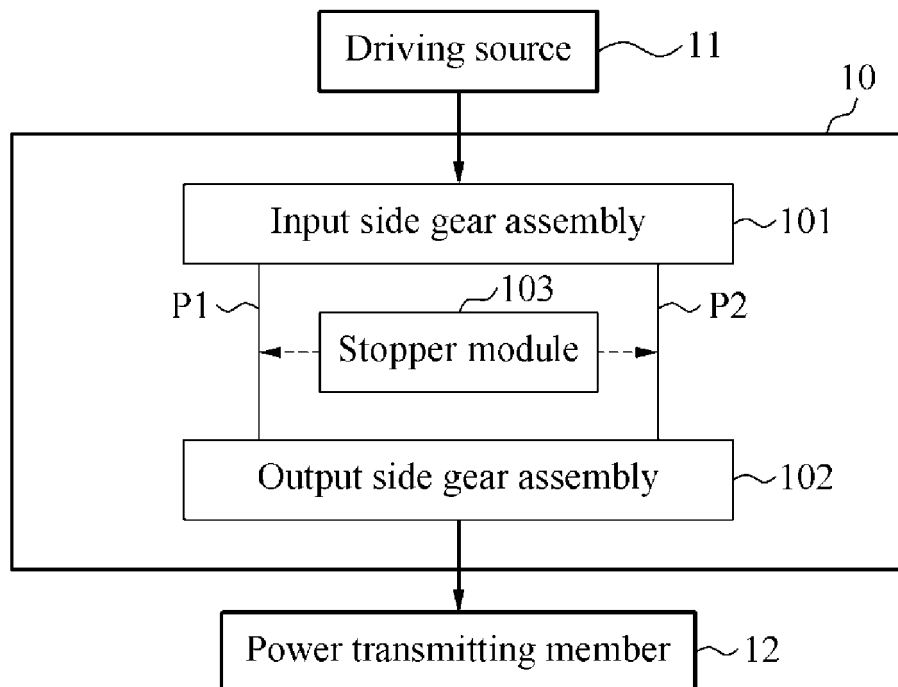 Driving source
11
10
Input side gear assembly
101
P1
103
P2
Stopper module
Output side gear assembly
102
Power transmitting member
12